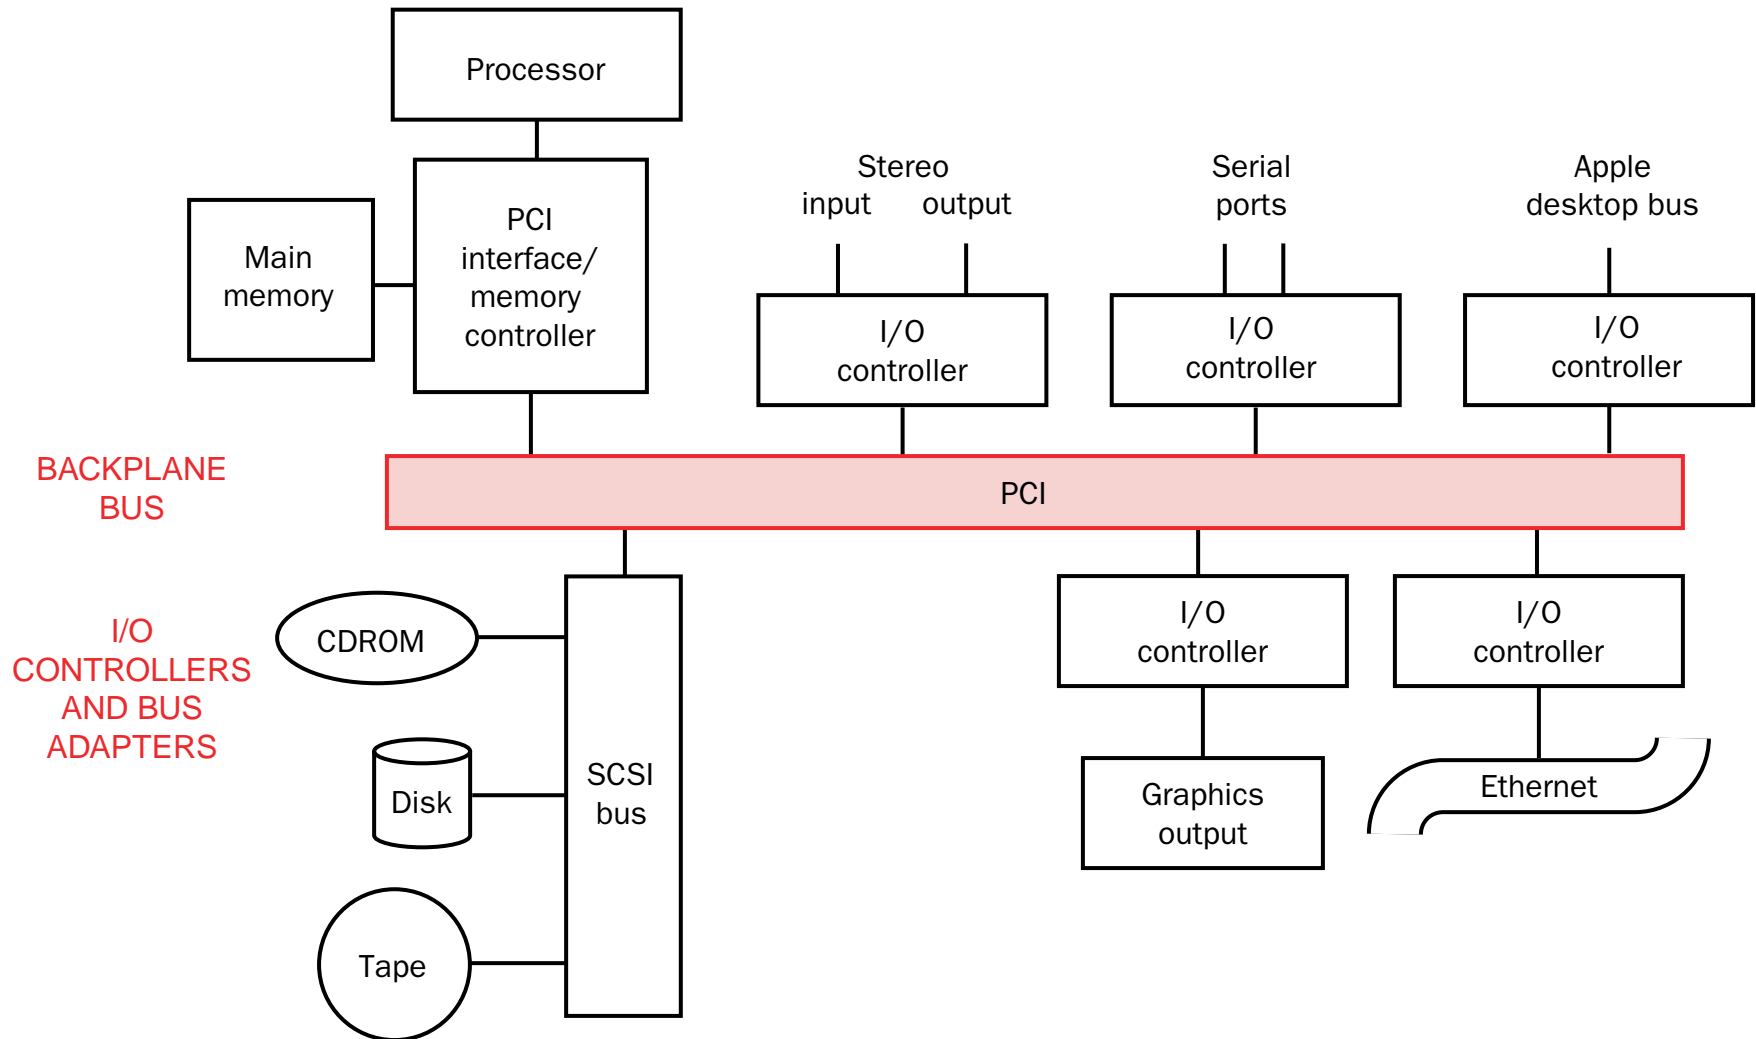 Processor
Stereo
input output
Serial
ports
Apple
desktop bus
Main
memory
PCI
interface/
memory
controller
I/O
controller
I/O
controller
I/O
controller
BACKPLANE
BUS
PCI
I/O
CONTROLLERS
AND BUS
ADAPTERS
CDROM
Disk
Tape
SCSI
bus
I/O
controller
I/O
controller
Graphics
output
Ethernet